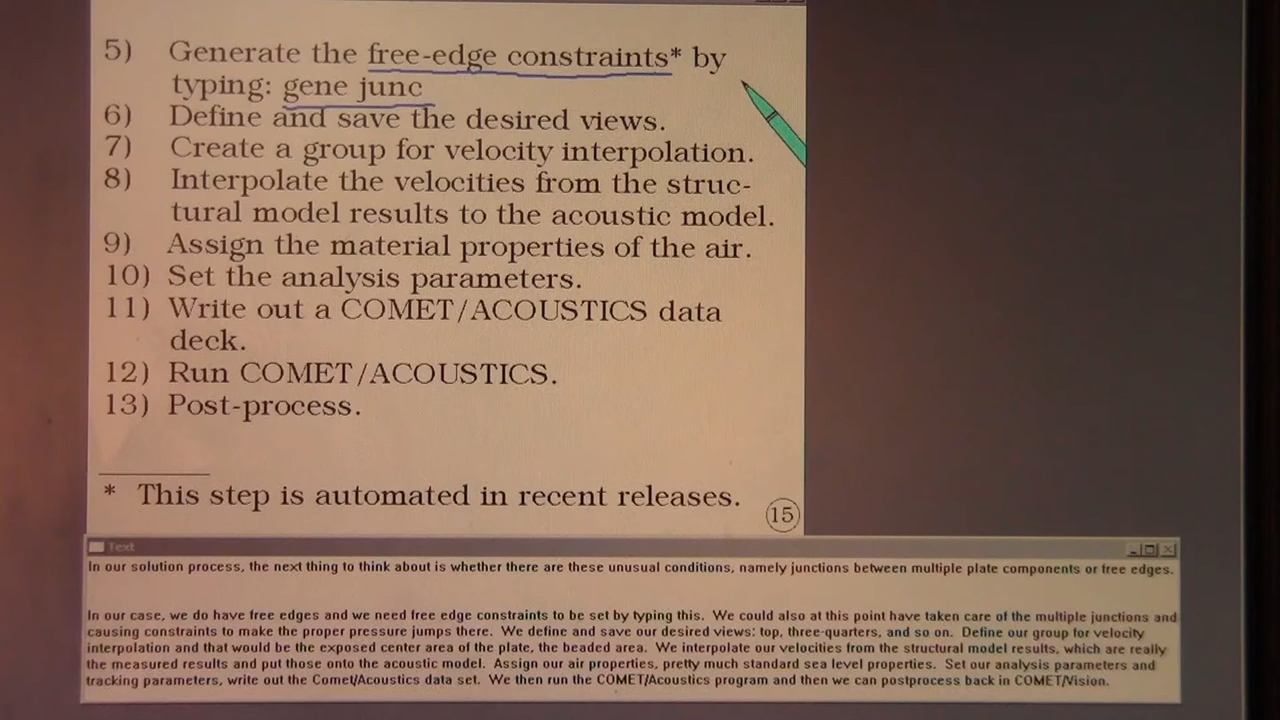 5) Generate the free-edge constraints* by
typing: gene junc
6) Define and save the desired views.
7) Create a group for velocity interpolation.
8) Interpolate the velocities from the struc-
tural model results to the acoustic model.
9) Assign the material properties of the air.
10) Set the analysis parameters.
11) Write out a COMET/ACOUSTICS data
deck.
12) Run COMET/ACOUSTICS.
13) Post-process.
* This step is automated in recent releases.
15
Text
In our solution process, the next thing to think about is whether there are these unusual conditions, namely junctions between multiple plate components or free edges.
In our case, we do have free edges and we need free edge constraints to be set by typing this. We could also at this point have taken care of the multiple junctions and
causing constraints to make the proper pressure jumps there. We define and save our desired views: top, three-quarters, and so on. Define our group for velocity
interpolation and that would be the exposed center area of the plate, the beaded area. We interpolate our velocities from the structural model results, which are really
the measured results and put those onto the acoustic model. Assign our air properties, pretty much standard sea level properties. Set our analysis parameters and
tracking parameters, write out the Comet/Acoustics data set. We then run the COMET/Acoustics program and then we can postprocess back in COMET/Vision.